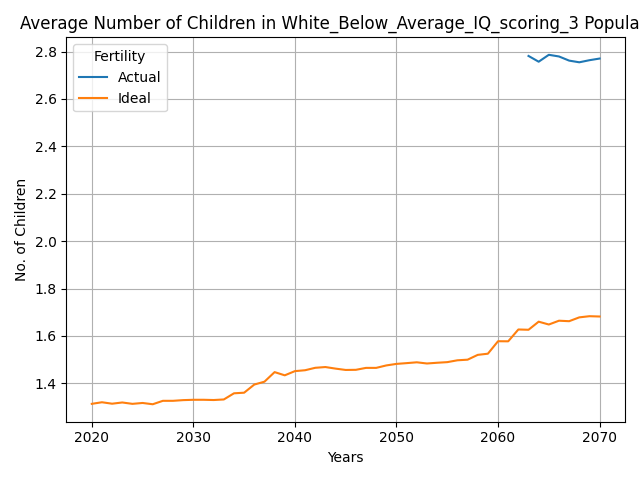 Average Number of Children in White_Below_Average_IQ_scoring_3 Popula
Fertility
Actual
Ideal
No. of Children
2.8
2.6
2.4
2.2
2.0
1.8
1.6
1.4
2020 2030 2040 2050 2060 2070
Years